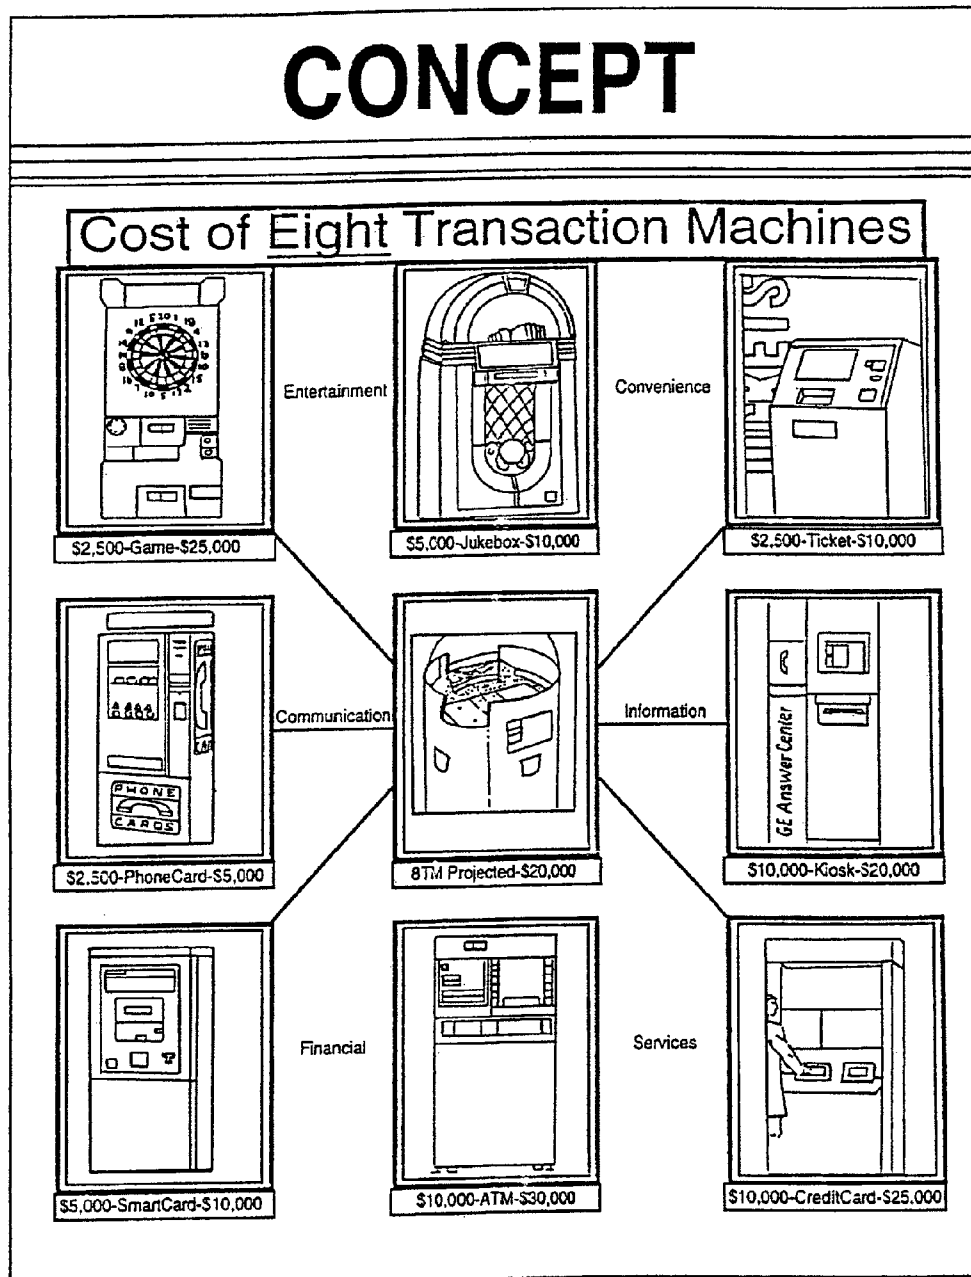 CONCEPT
Cost of Eight Transaction Machines
Entertainment
Convenience
$2,500-Game-$25,000
$5,000-Jukebox-$10,000
$2,500-Ticket-$10,000
Communication
Information
PHONE
CARDS
GE Answer Center
$2,500-PhoneCard-$5,000
8TM Projected-$20,000
$10,000-Kiosk-$20,000
Financial
Services
$5,000-SmartCard-$10,000
$10,000-ATM-$30,000
$10,000-CreditCard-$25,000